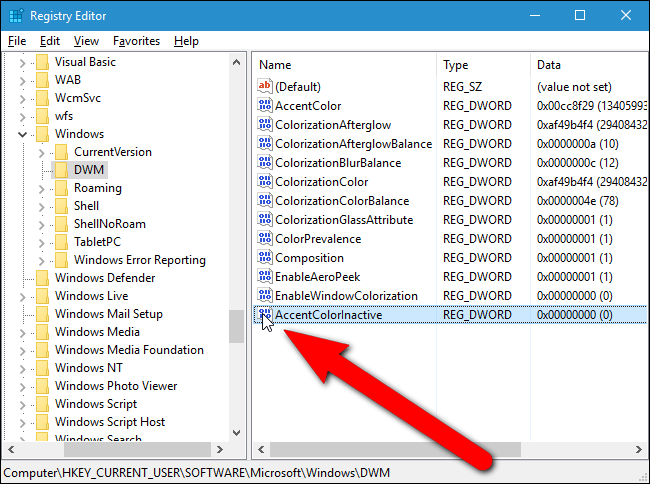 Registry Editor
File Edit View Favorites Help
Visual Basic
WAB
WcmSvc
wfs
Windows
CurrentVersion
DWM
Roaming
Shell
ShellNoRoam
TabletPC
Windows Error Reporting
Windows Defender
Windows Live
Windows Mail Setup
Windows Media
Windows Media Foundation
Windows NT
Windows Photo Viewer
Windows Script
Windows Script Host
Windows Search
Name Type Data
(Default) REG_SZ (value not set)
AccentColor REG_DWORD 0x00cc8f29 (13405993
ColorizationAfterglow REG_DWORD 0xaf49b4f4 (29408432
ColorizationAfterglowBalance REG_DWORD 0x0000000a (10)
ColorizationBlurBalance REG_DWORD 0x0000000c (12)
ColorizationColor REG_DWORD 0xaf49b4f4 (29408432
ColorizationColorBalance REG_DWORD 0x0000004e (78)
ColorizationGlassAttribute REG_DWORD 0x00000001 (1)
ColorPrevalence REG_DWORD 0x00000001 (1)
Composition REG_DWORD 0x00000001 (1)
EnableAeroPeek REG_DWORD 0x00000001 (1)
EnableWindowColorization REG_DWORD 0x00000000 (0)
AccentColorInactive REG_DWORD 0x00000000 (0)
Computer\HKEY_CURRENT_USER\SOFTWARE\Microsoft\Windows\DWM